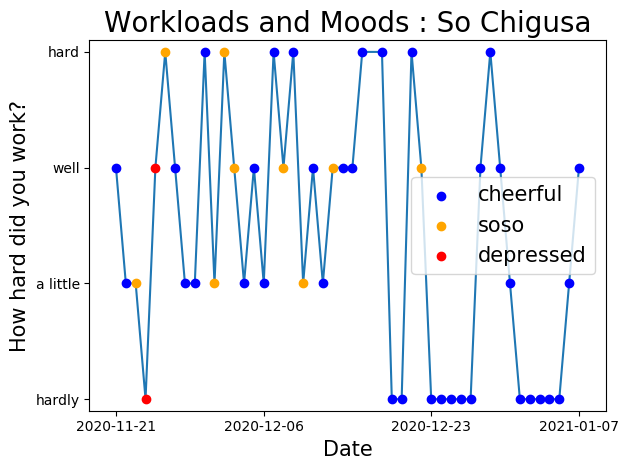 Workloads and Moods : So Chigusa
How hard did you work?
hard
well
a little
hardly
cheerful
soso
depressed
2020-11-21
2020-12-06
2020-12-23
2021-01-07
Date